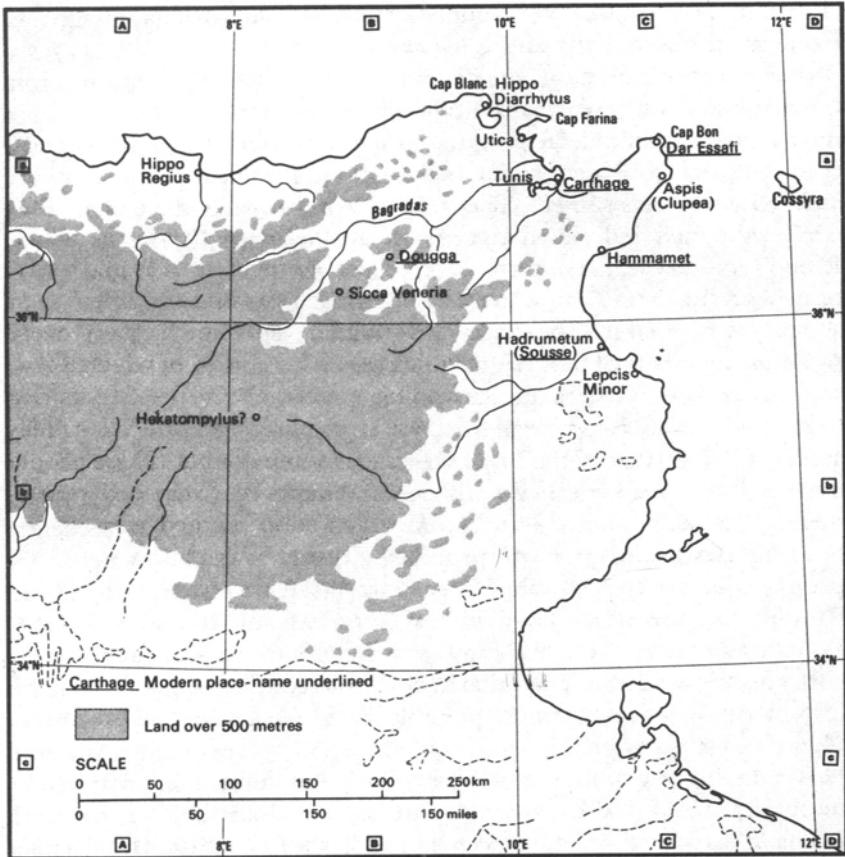 A 8°E B 10°E C 12°E D
Cap Blanc Hippo
Diarrhytus
Cap Farina
Utica
Cap Bon
Dar Essafi
a
Hippo
Regius
Tunis
Carthage
a
Aspis
(Clupea)
Cossyra
Bagradas
Dougga
Hammamet
Sicca Veneria
36°N
36°N
Hadrumetum
(Sousse)
Lepcis
Minor
Hekatompylus?
b
b
34°N
34°N
Carthage Modern place-name underlined
Land over 500 metres
c
c
SCALE
0 50 100 150 200 250 km
0 50 100 150 miles
A 8°E B 10°E C D